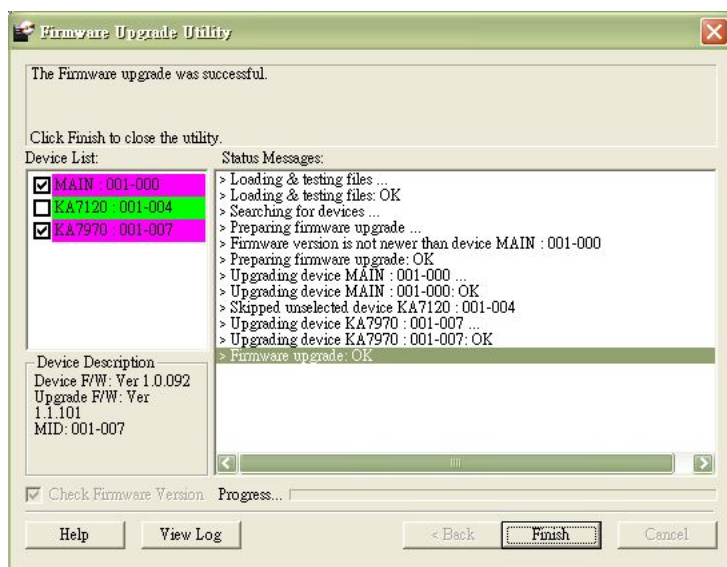 Firmware Upgrade Utility
The Firmware upgrade was successful.
Click Finish to close the utility.
Device List:
MAIN : 001-000
KA7120 : 001-004
KA7970 : 001-007
Status Messages:
> Loading & testing files ...
> Loading & testing files: OK
> Searching for devices ...
> Preparing firmware upgrade ...
> Firmware version is not newer than device MAIN : 001-000
> Preparing firmware upgrade: OK
> Upgrading device MAIN : 001-000 ...
> Upgrading device MAIN : 001-000: OK
> Skipped unselected device KA7120 : 001-004
> Upgrading device KA7970 : 001-007 ...
> Upgrading device KA7970 : 001-007: OK
> Firmware upgrade: OK
Device Description
Device F/W: Ver 1.0.092
Upgrade F/W: Ver
1.1.101
MID: 001-007
Check Firmware Version
Progress...
Help
View Log
< Back
Finish
Cancel